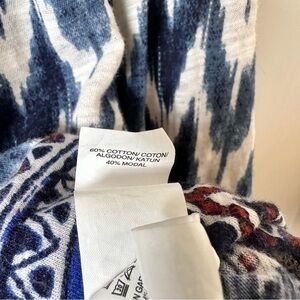 60% COTTON/ COTON/
ALGODON/ KATUN
40% MODAL